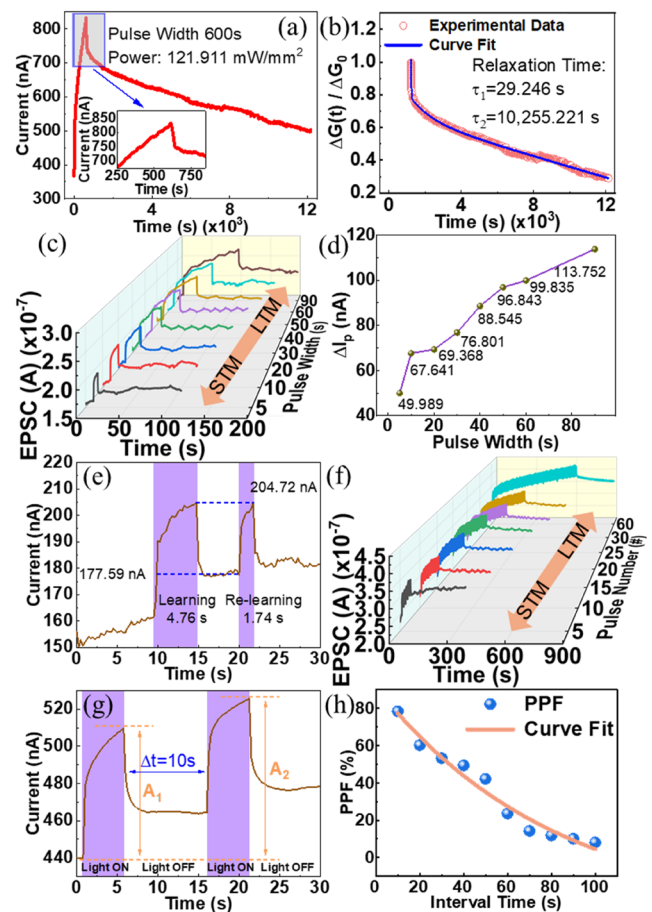 (a)
Pulse Width 600s
Power: 121.911 mW/mm²
Current (nA)
800
700
600
500
400
300
Current (nA)
850
800
750
700
250 500 750
Time (s)
0 4 8 12
Time (s) (x10³)
(b)
Experimental Data
Curve Fit
Relaxation Time:
τ₁=29.246 s
τ₂=10,255.221 s
ΔG(t) / ΔG₀
1.2
1.0
0.8
0.6
0.4
0.2
0 4 8 12
Time (s) (x10³)
(c)
EPSC (A) (x10⁻⁷)
3.0
2.5
2.0
1.5
0 50 100 150 200
Time (s)
STM LTM
5 10 20 30 40 50 60 90
Pulse Width (s)
(d)
ΔIₚ (nA)
120
100
80
60
40
49.989
67.641
69.368
76.801
88.545
96.843
99.835
113.752
0 20 40 60 80 100
Pulse Width (s)
(e)
Current (nA)
220
210
200
190
180
170
160
150
204.72 nA
177.59 nA
Learning Re-learning
4.76 s 1.74 s
0 5 10 15 20 25 30
Time (s)
(f)
EPSC (A) (x10⁻⁷)
4.5
4.0
3.5
3.0
2.5
2.0
0 300 600 900
Time (s)
STM LTM
5 10 15 20 25 30 60
Pulse Number (#)
(g)
Current (nA)
520
500
480
460
440
Δt=10s
A₁
A₂
Light ON Light OFF Light ON Light OFF
0 5 10 15 20 25 30
Time (s)
(h)
PPF
Curve Fit
PPF (%)
80
60
40
20
0
0 20 40 60 80 100
Interval Time (s)